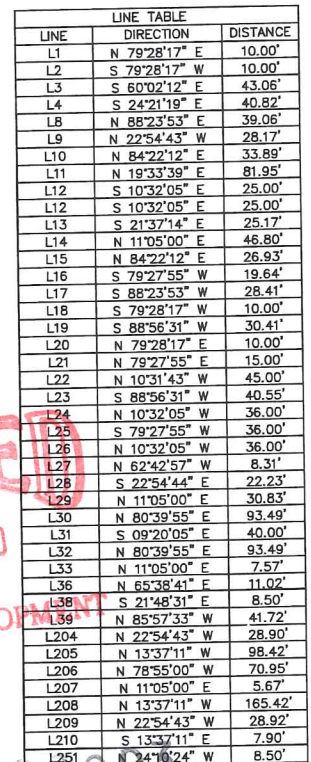 LINE TABLE
LINE DIRECTION DISTANCE
L1 N 79°28'17" E 10.00'
L2 S 79°28'17" W 10.00'
L3 S 60°02'12" E 43.06'
L4 S 24°21'19" E 40.82'
L8 N 88°23'53" E 39.06'
L9 N 22°54'43" W 28.17'
L10 N 84°22'12" E 33.89'
L11 N 19°33'39" E 81.95'
L12 S 10°32'05" E 25.00'
L12 S 10°32'05" E 25.00'
L13 S 21°37'14" E 25.17'
L14 N 11°05'00" E 46.80'
L15 N 84°22'12" E 26.93'
L16 S 79°27'55" W 19.64'
L17 S 88°23'53" W 28.41'
L18 S 79°28'17" W 10.00'
L19 S 88°56'31" W 30.41'
L20 N 79°28'17" E 10.00'
L21 N 79°27'55" E 15.00'
L22 N 10°31'43" W 45.00'
L23 S 88°56'31" W 40.55'
L24 N 10°32'05" W 36.00'
L25 S 79°27'55" W 36.00'
L26 N 10°32'05" W 36.00'
L27 N 62°42'57" W 8.31'
L28 S 22°54'44" E 22.23'
L29 N 11°05'00" E 30.83'
L30 N 80°39'55" E 93.49'
L31 S 09°20'05" E 40.00'
L32 N 80°39'55" E 93.49'
L33 N 11°05'00" E 7.57'
L36 N 65°38'41" E 11.02'
L38 S 21°48'31" E 8.50'
L39 N 85°57'33" W 41.72'
L204 N 22°54'43" W 28.90'
L205 N 13°37'11" W 98.42'
L206 N 78°55'00" W 70.95'
L207 N 11°05'00" E 5.67'
L208 N 13°37'11" W 165.42'
L209 N 22°54'43" W 28.92'
L210 S 13°37'11" E 7.90'
L251 N 24°10'24" W 8.50'
ED
OPMENT